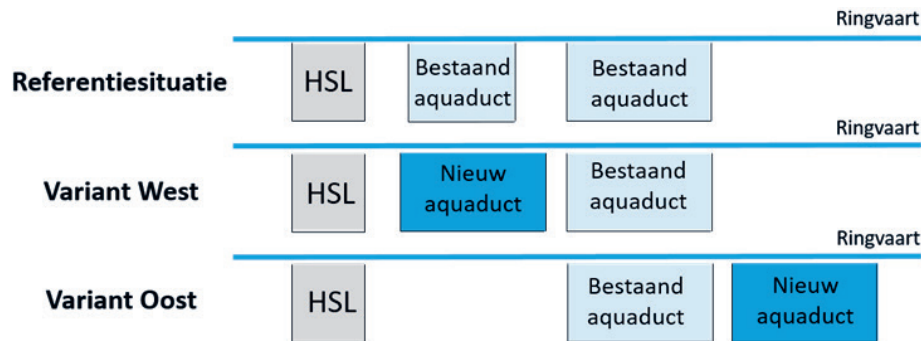 Ringvaart
Referentiesituatie
HSL
Bestaand
aquaduct
Bestaand
aquaduct
Ringvaart
Variant West
HSL
Nieuw
aquaduct
Bestaand
aquaduct
Ringvaart
Variant Oost
HSL
Bestaand
aquaduct
Nieuw
aquaduct